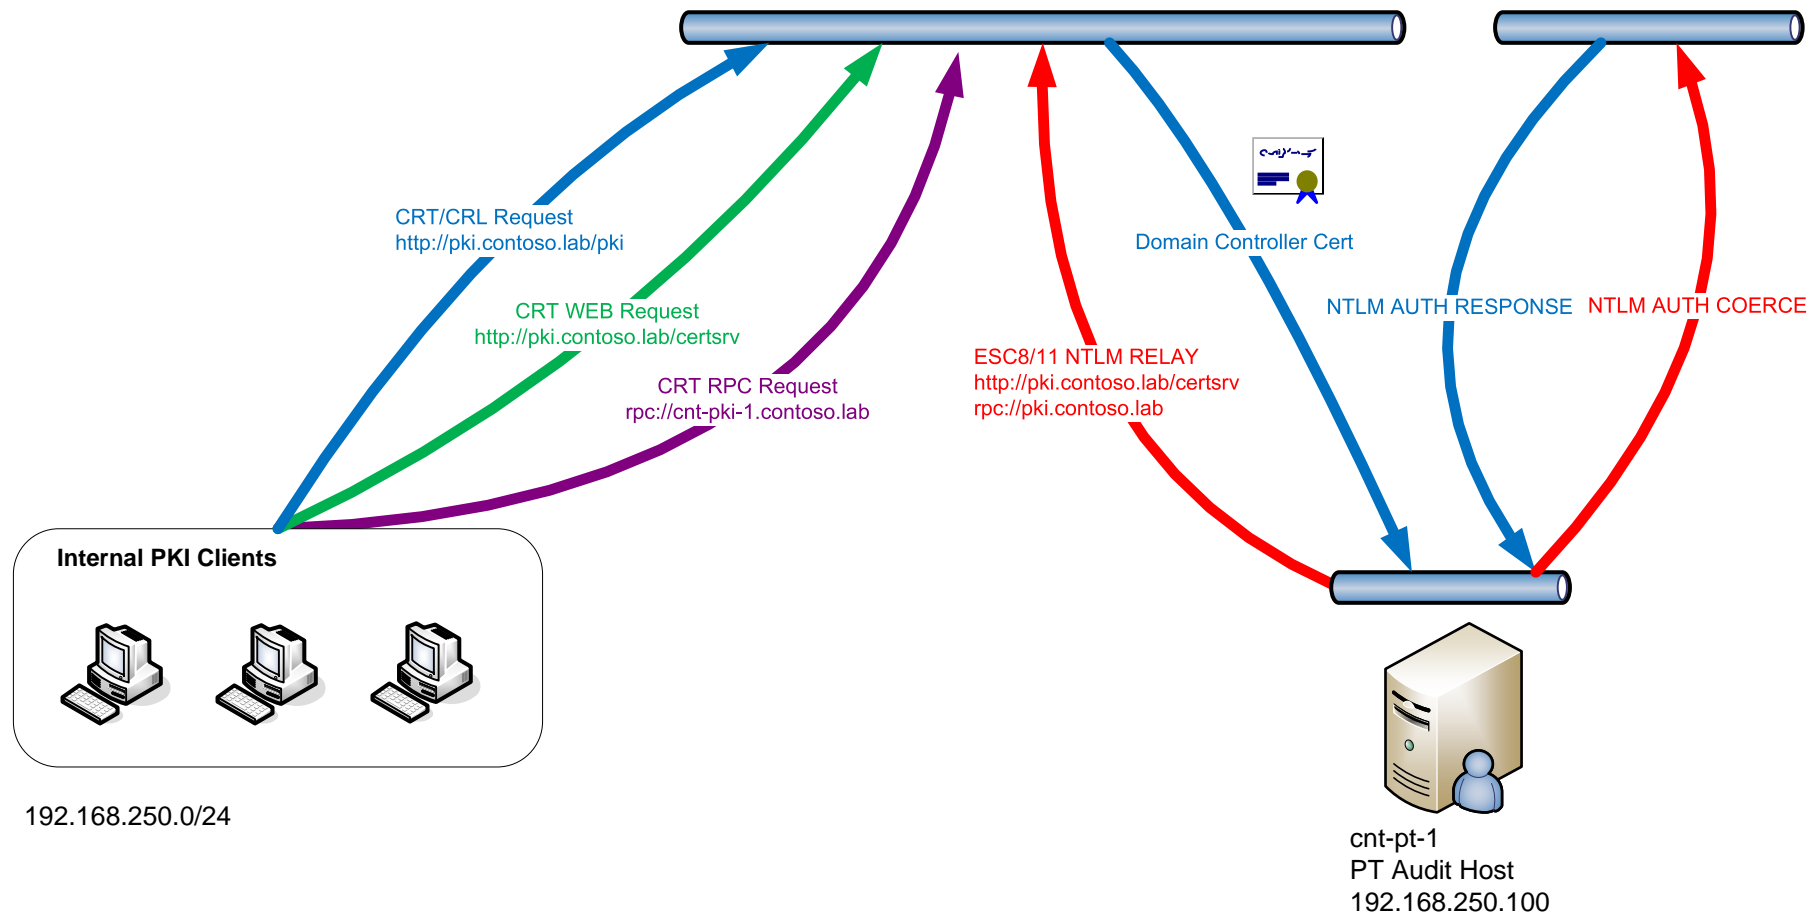 CRT/CRL Request
http://pki.contoso.lab/pki
Domain Controller Cert
CRT WEB Request
http://pki.contoso.lab/certsrv
NTLM AUTH RESPONSE
NTLM AUTH COERCE
ESC8/11 NTLM RELAY
http://pki.contoso.lab/certsrv
rpc://pki.contoso.lab
CRT RPC Request
rpc://cnt-pki-1.contoso.lab
Internal PKI Clients
192.168.250.0/24
cnt-pt-1
PT Audit Host
192.168.250.100